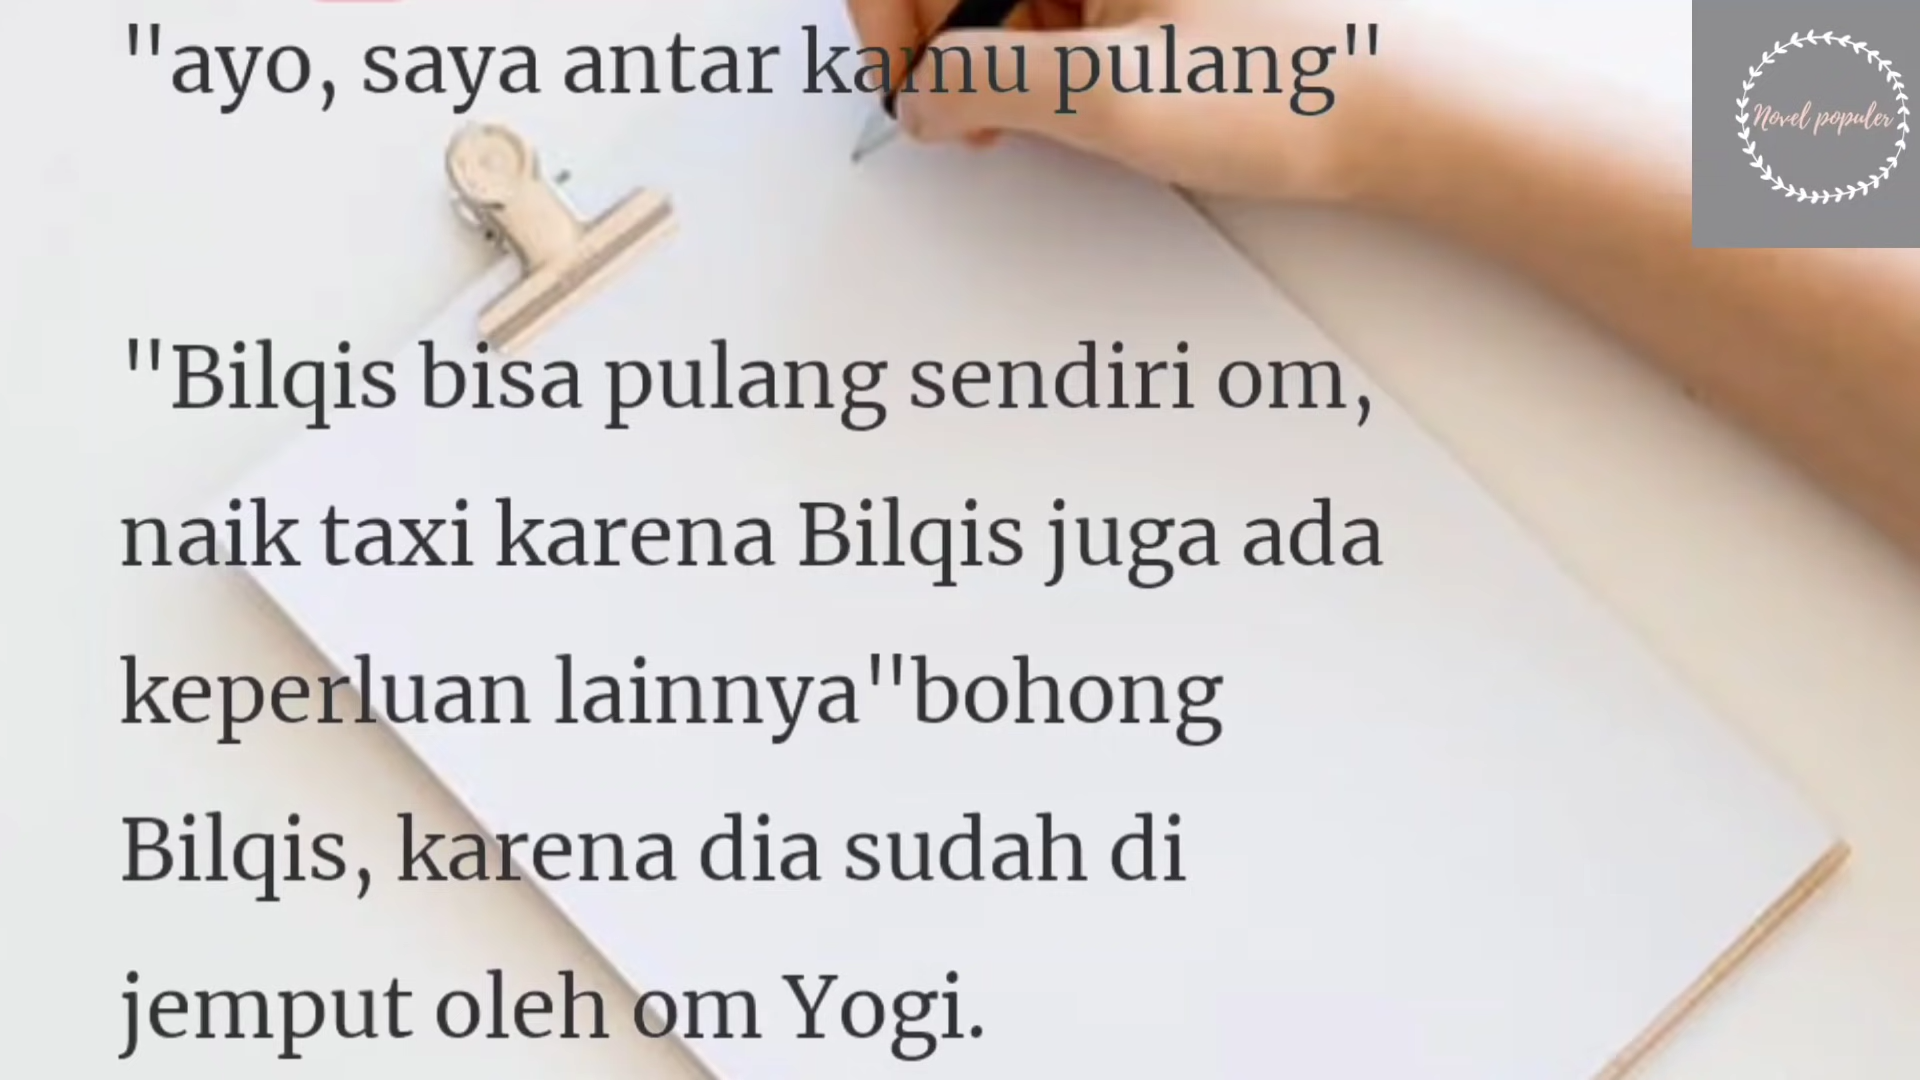 "ayo, saya antar kamu pulang"
Novel populer
"Bilqis bisa pulang sendiri om,
naik taxi karena Bilqis juga ada
keperluan lainnya"bohong
Bilqis, karena dia sudah di
jemput oleh om Yogi.